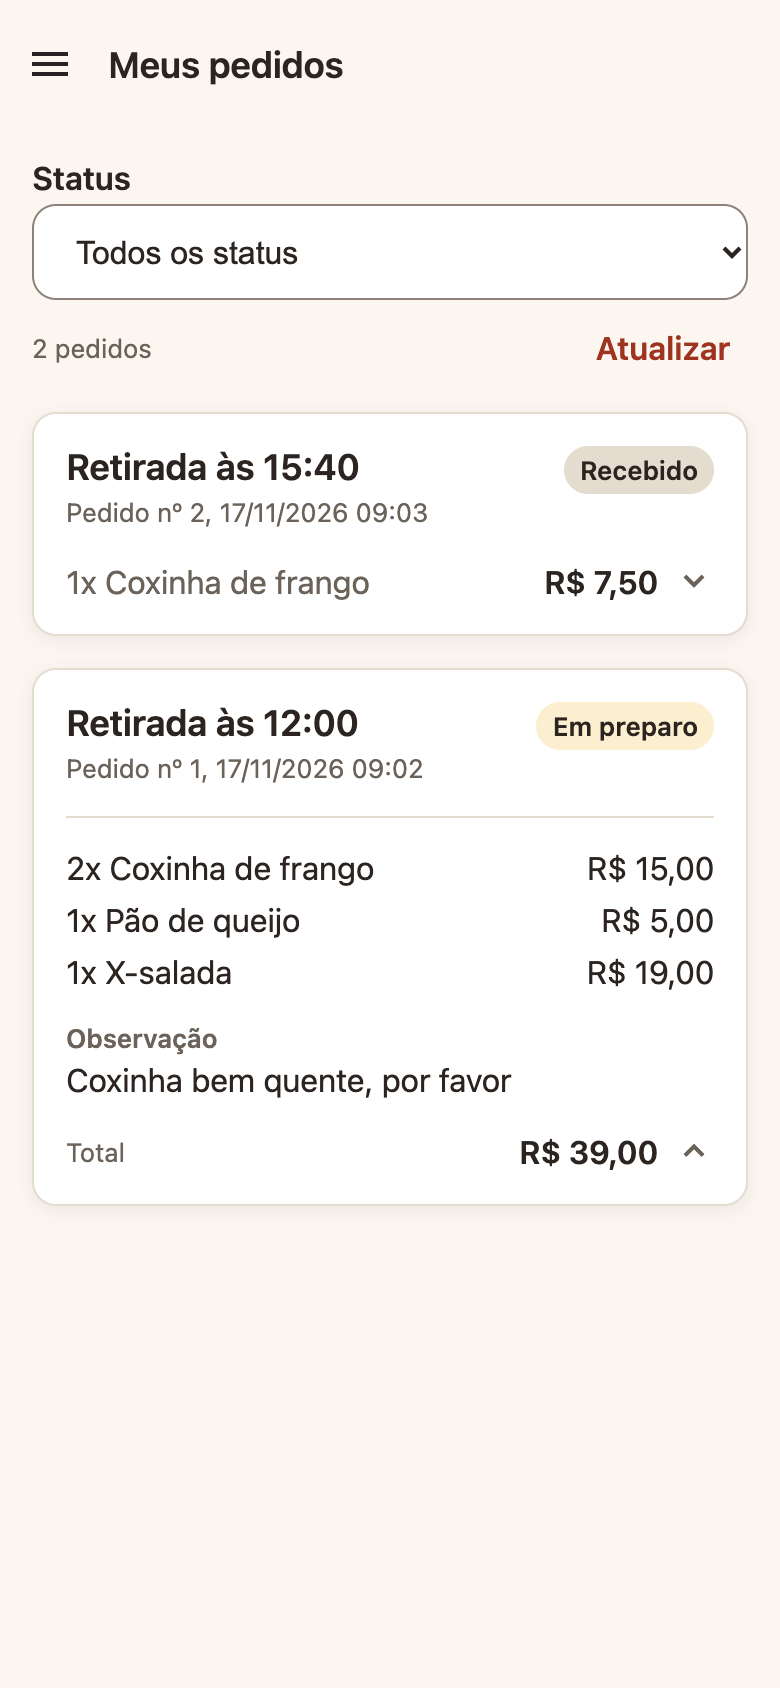 Meus pedidos
Status
Todos os status
2 pedidos Atualizar
Retirada às 15:40 Recebido
Pedido nº 2, 17/11/2026 09:03
1x Coxinha de frango R$ 7,50
Retirada às 12:00 Em preparo
Pedido nº 1, 17/11/2026 09:02
2x Coxinha de frango R$ 15,00
1x Pão de queijo R$ 5,00
1x X-salada R$ 19,00
Observação
Coxinha bem quente, por favor
Total R$ 39,00